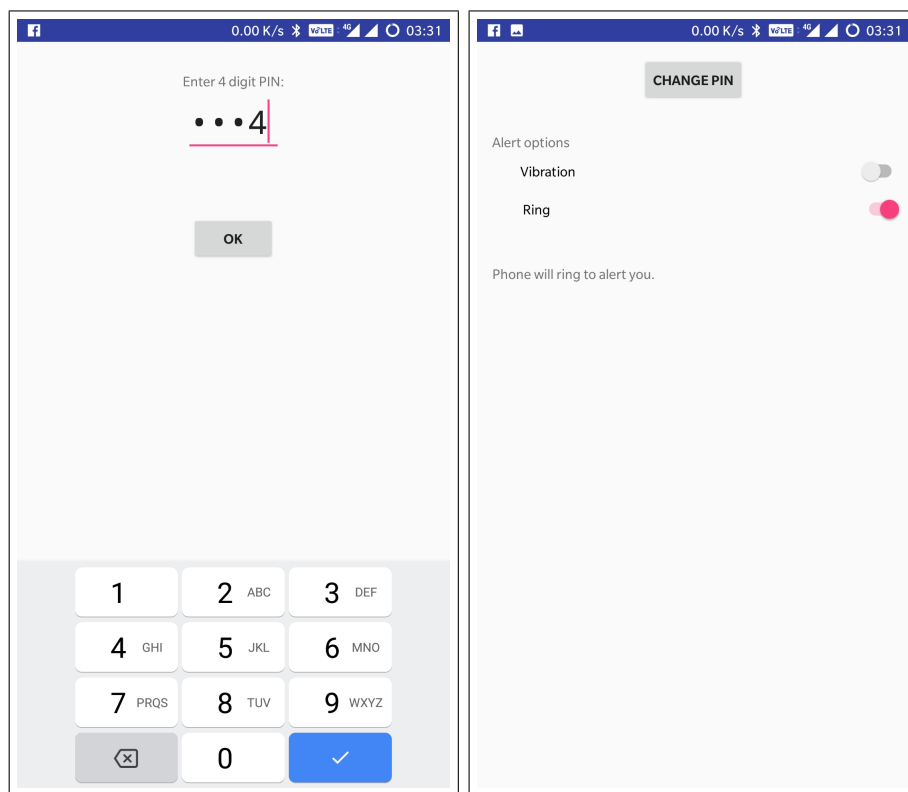 0.00 K/s VoLTE 4G 03:31
Enter 4 digit PIN:
•••4
OK
1
2 ABC
3 DEF
4 GHI
5 JKL
6 MNO
7 PRQS
8 TUV
9 WXYZ
0
0.00 K/s VoLTE 4G 03:31
CHANGE PIN
Alert options
Vibration
Ring
Phone will ring to alert you.